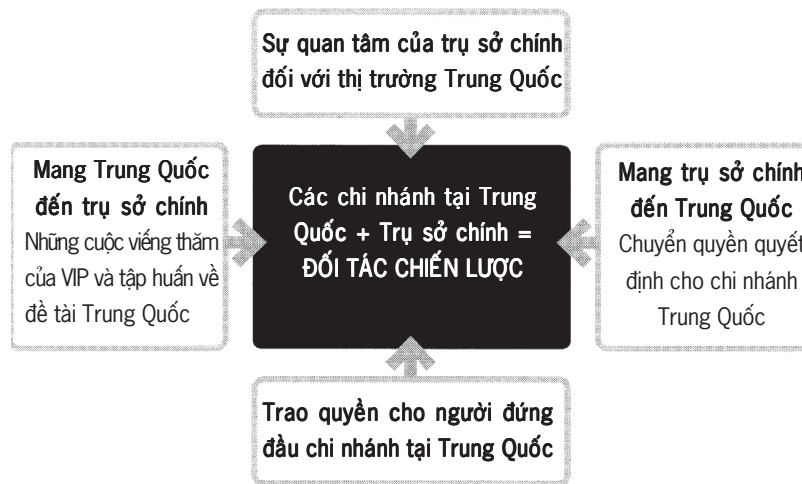 Sự quan tâm của trụ sở chính
đối với thị trường Trung Quốc
Mang Trung Quốc
đến trụ sở chính
Những cuộc viếng thăm
của VIP và tập huấn về
đề tài Trung Quốc
Các chi nhánh tại Trung
Quốc + Trụ sở chính =
ĐỐI TÁC CHIẾN LƯỢC
Mang trụ sở chính
đến Trung Quốc
Chuyển quyền quyết
định cho chi nhánh
Trung Quốc
Trao quyền cho người đứng
đầu chi nhánh tại Trung Quốc